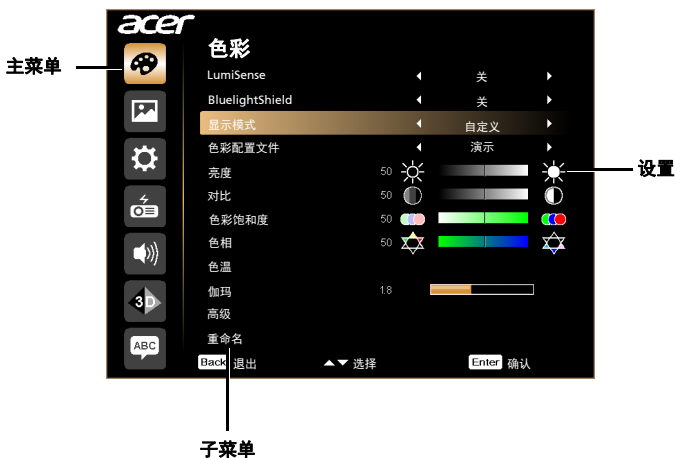 acer
主菜单
色彩
LumiSense 关
BluelightShield 关
显示模式 自定义
色彩配置文件 演示
亮度 50
设置
对比 50
色彩饱和度 50
色相 50
色温
伽玛 1.8
高级
重命名
3D
ABC
Back 退出 选择 Enter 确认
子菜单